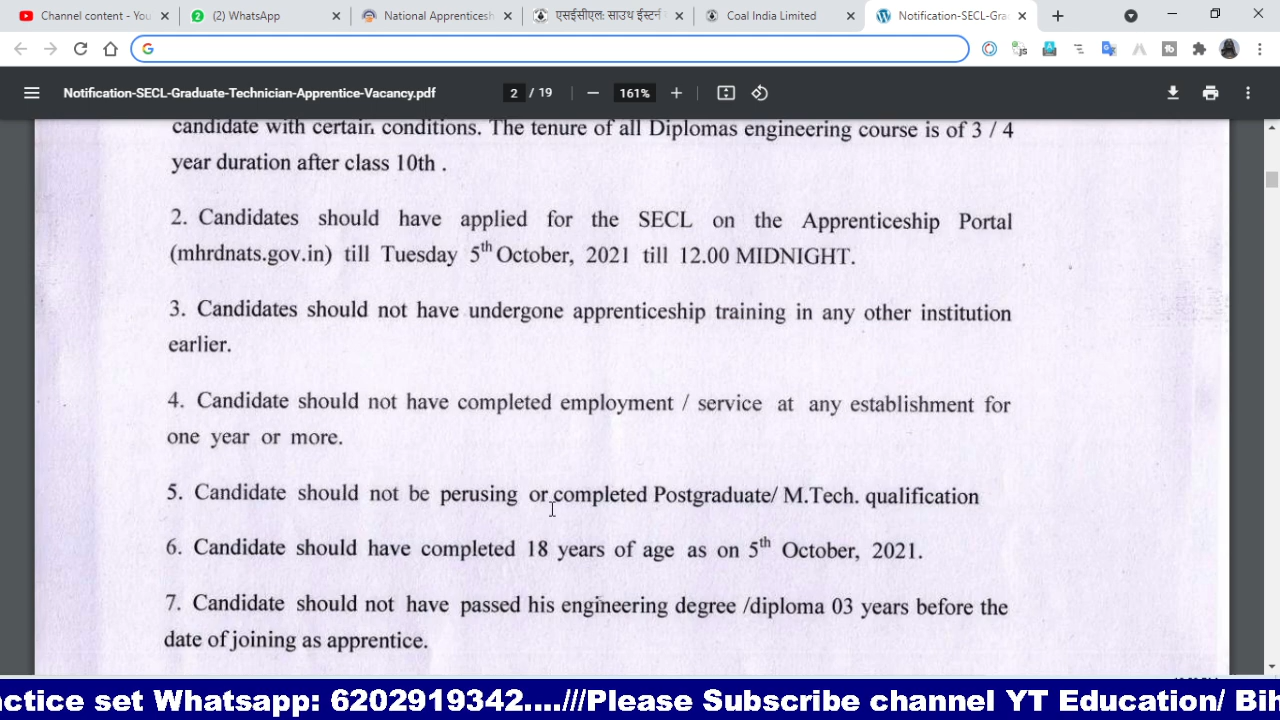 Channel content - You
(2) WhatsApp
National Apprenticesh
एसईसीएल: साउथ ईस्टर्न
Coal India Limited
Notification-SECL-Gra
Notification-SECL-Graduate-Technician-Apprentice-Vacancy.pdf
2 / 19
161%
candidate with certain conditions. The tenure of all Diplomas engineering course is of 3 / 4
year duration after class 10th .
2. Candidates should have applied for the SECL on the Apprenticeship Portal
(mhrdnats.gov.in) till Tuesday 5th October, 2021 till 12.00 MIDNIGHT.
3. Candidates should not have undergone apprenticeship training in any other institution
earlier.
4. Candidate should not have completed employment / service at any establishment for
one year or more.
5. Candidate should not be perusing or completed Postgraduate/ M.Tech. qualification
6. Candidate should have completed 18 years of age as on 5th October, 2021.
7. Candidate should not have passed his engineering degree /diploma 03 years before the
date of joining as apprentice.
actice set Whatsapp: 6202919342....///Please Subscribe channel YT Education/ Bih